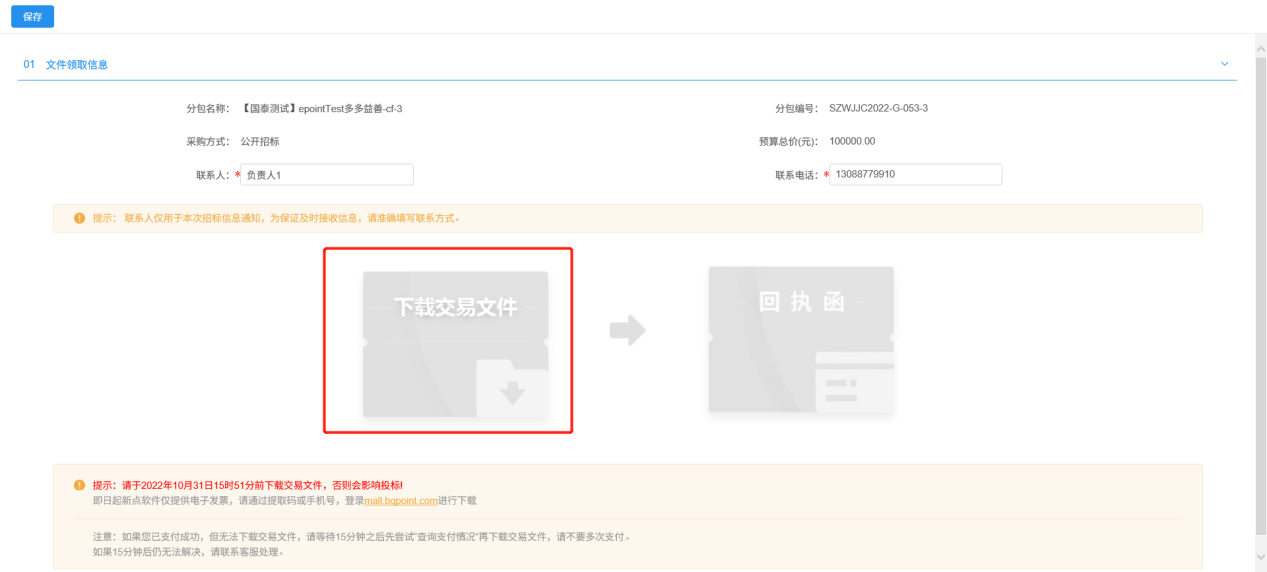 保存
01 文件领取信息
分包名称： 【国泰测试】epointTest多多益善-cf-3 分包编号： SZWJJC2022-G-053-3
采购方式： 公开招标 预算总价(元)： 100000.00
联系人：* 负责人1 联系电话：* 13088779910
提示： 联系人仅用于本次招标信息通知，为保证及时接收信息，请准确填写联系方式。
下载交易文件 回执函
提示：请于2022年10月31日15时51分前下载交易文件，否则会影响投标!
即日起新点软件仅提供电子发票，请通过提取码或手机号，登录mall.bqpoint.com进行下载
注意：如果您已支付成功，但无法下载交易文件，请等待15分钟之后先尝试"查询支付情况"再下载交易文件，请不要多次支付。
如果15分钟后仍无法解决，请联系客服处理。